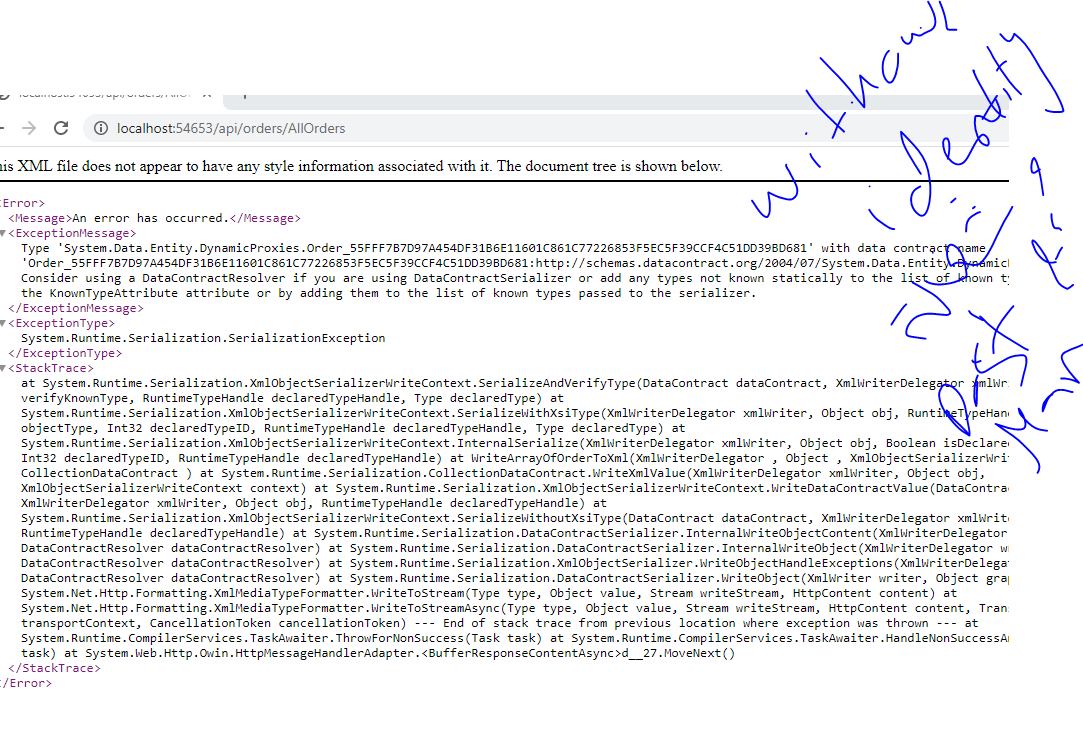 localhost:54653/api/orders/AllOrders
his XML file does not appear to have any style information associated with it. The document tree is shown below.
<Error>
<Message>An error has occurred.</Message>
▼<ExceptionMessage>
Type 'System.Data.Entity.DynamicProxies.Order_55FFF7B7D97A454DF31B6E11601C861C77226853F5EC5F39CCF4C51DD39BD681' with data contract name
'Order_55FFF7B7D97A454DF31B6E11601C861C77226853F5EC5F39CCF4C51DD39BD681:http://schemas.datacontract.org/2004/07/System.Data.Entity.Dynamic
Consider using a DataContractResolver if you are using DataContractSerializer or add any types not known statically to the list of known ty
the KnownTypeAttribute attribute or by adding them to the list of known types passed to the serializer.
</ExceptionMessage>
▼<ExceptionType>
System.Runtime.Serialization.SerializationException
</ExceptionType>
▼<StackTrace>
at System.Runtime.Serialization.XmlObjectSerializerWriteContext.SerializeAndVerifyType(DataContract dataContract, XmlWriterDelegator xmlWr
verifyKnownType, RuntimeTypeHandle declaredTypeHandle, Type declaredType) at
System.Runtime.Serialization.XmlObjectSerializerWriteContext.SerializeWithXsiType(XmlWriterDelegator xmlWriter, Object obj, RuntimeTypeHan
objectType, Int32 declaredTypeID, RuntimeTypeHandle declaredTypeHandle, Type declaredType) at
System.Runtime.Serialization.XmlObjectSerializerWriteContext.InternalSerialize(XmlWriterDelegator xmlWriter, Object obj, Boolean isDeclare
Int32 declaredTypeID, RuntimeTypeHandle declaredTypeHandle) at WriteArrayOfOrderToXml(XmlWriterDelegator , Object , XmlObjectSerializerWri
CollectionDataContract ) at System.Runtime.Serialization.CollectionDataContract.WriteXmlValue(XmlWriterDelegator xmlWriter, Object obj,
XmlObjectSerializerWriteContext context) at System.Runtime.Serialization.XmlObjectSerializerWriteContext.WriteDataContractValue(DataContra
XmlWriterDelegator xmlWriter, Object obj, RuntimeTypeHandle declaredTypeHandle) at
System.Runtime.Serialization.XmlObjectSerializerWriteContext.SerializeWithoutXsiType(DataContract dataContract, XmlWriterDelegator xmlWrit
RuntimeTypeHandle declaredTypeHandle) at System.Runtime.Serialization.DataContractSerializer.InternalWriteObjectContent(XmlWriterDelegator
DataContractResolver dataContractResolver) at System.Runtime.Serialization.DataContractSerializer.InternalWriteObject(XmlWriterDelegator w
DataContractResolver dataContractResolver) at System.Runtime.Serialization.XmlObjectSerializer.WriteObjectHandleExceptions(XmlWriterDelega
DataContractResolver dataContractResolver) at System.Runtime.Serialization.DataContractSerializer.WriteObject(XmlWriter writer, Object gra
System.Net.Http.Formatting.XmlMediaTypeFormatter.WriteToStream(Type type, Object value, Stream writeStream, HttpContent content) at
System.Net.Http.Formatting.XmlMediaTypeFormatter.WriteToStreamAsync(Type type, Object value, Stream writeStream, HttpContent content, Tran
transportContext, CancellationToken cancellationToken) --- End of stack trace from previous location where exception was thrown --- at
System.Runtime.CompilerServices.TaskAwaiter.ThrowForNonSuccess(Task task) at System.Runtime.CompilerServices.TaskAwaiter.HandleNonSuccessA
task) at System.Web.Http.Owin.HttpMessageHandlerAdapter.<BufferResponseContentAsync>d__27.MoveNext()
</StackTrace>
</Error>
identity